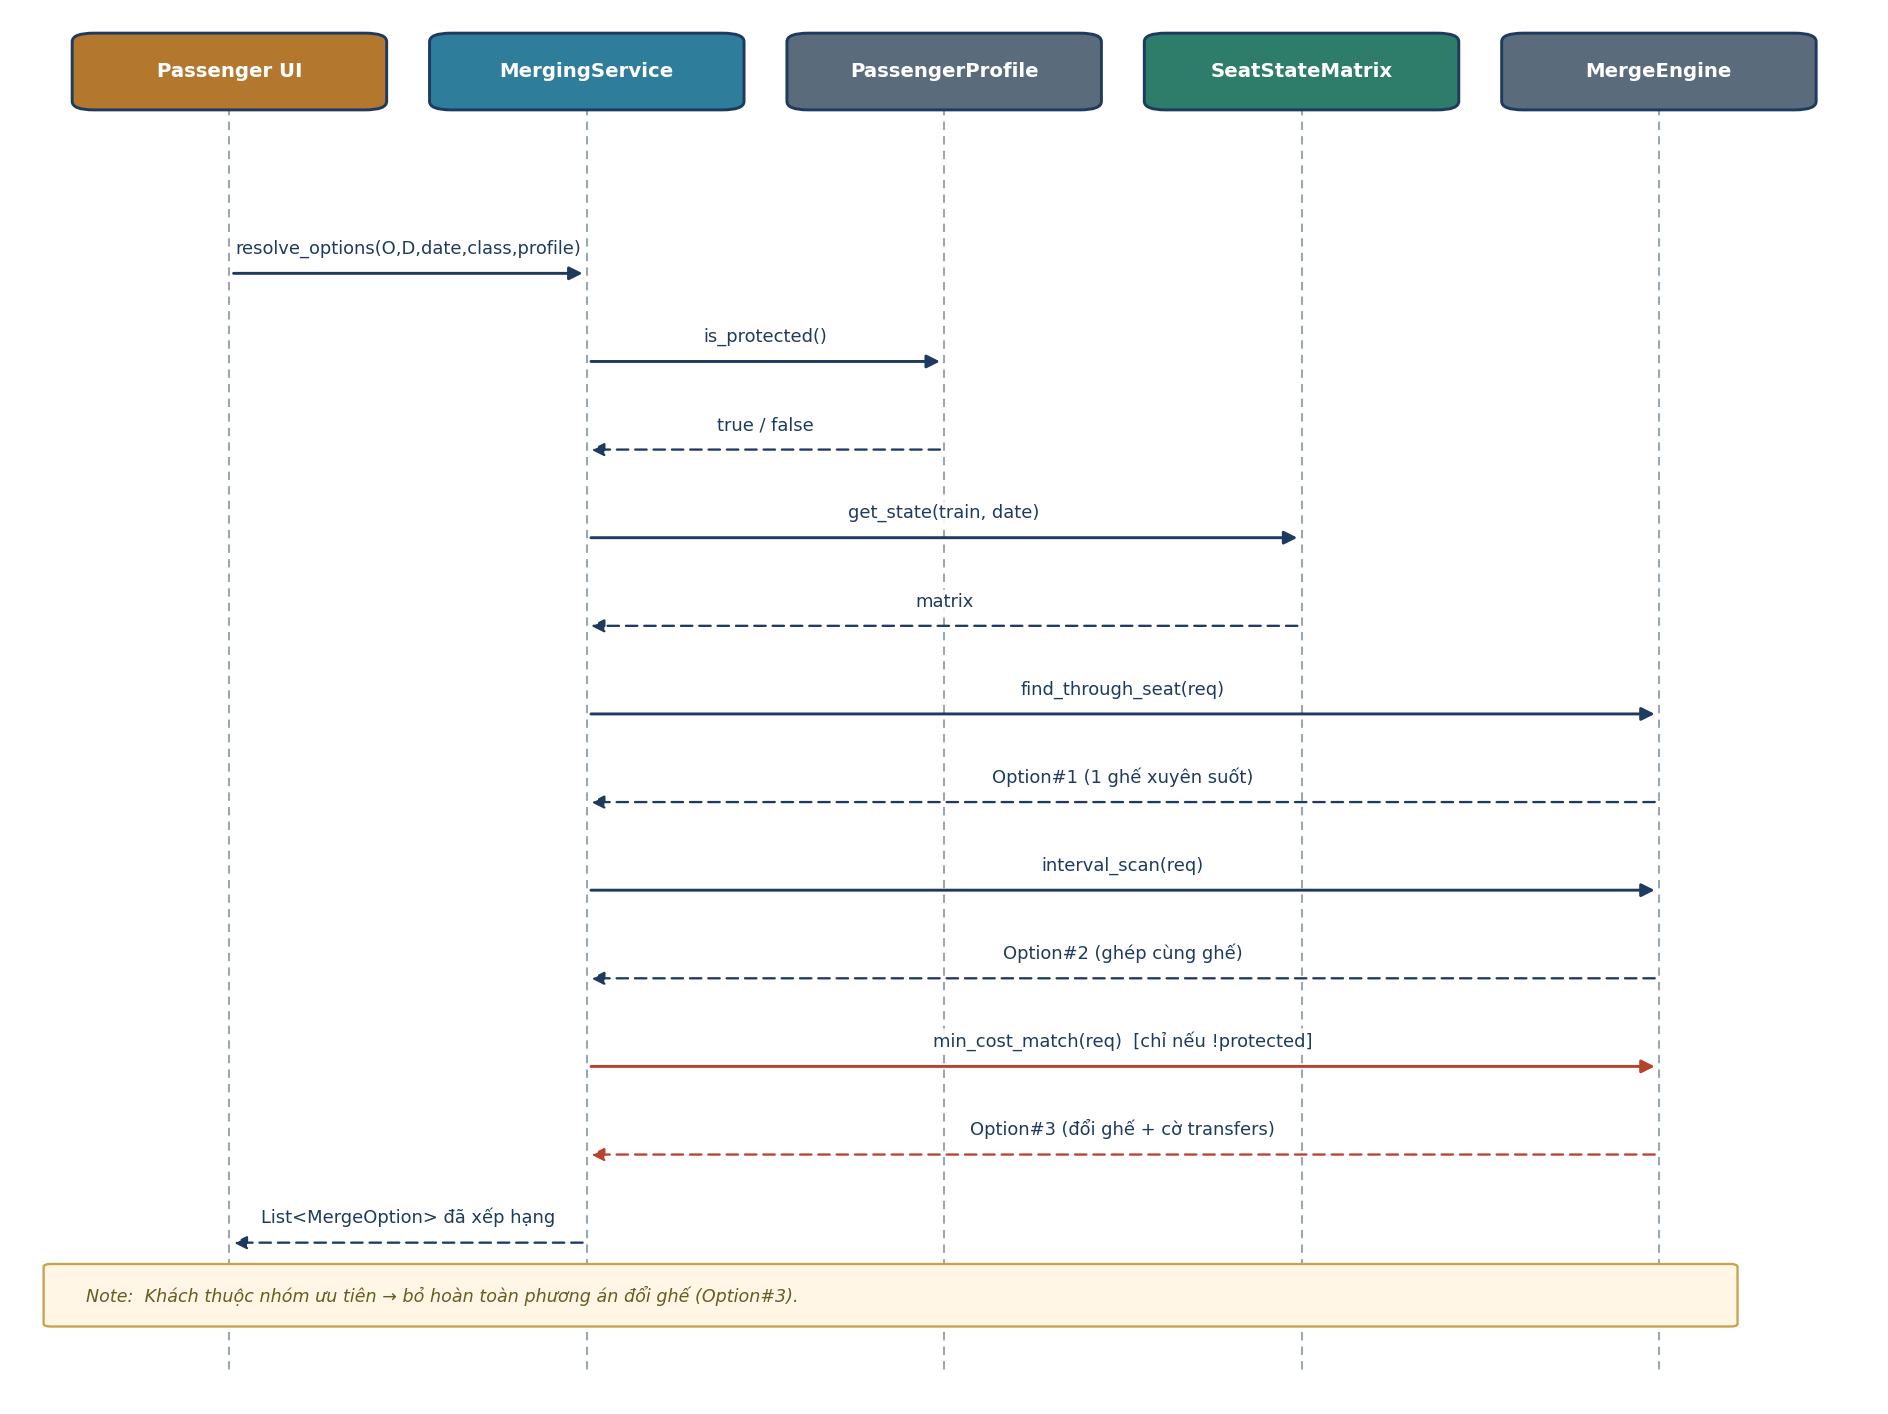 Passenger UI
MergingService
PassengerProfile
SeatStateMatrix
MergeEngine
resolve_options(O,D,date,class,profile)
is_protected()
true / false
get_state(train, date)
matrix
find_through_seat(req)
Option#1 (1 ghế xuyên suốt)
interval_scan(req)
Option#2 (ghép cùng ghế)
min_cost_match(req)  [chỉ nếu !protected]
Option#3 (đổi ghế + cờ transfers)
List<MergeOption> đã xếp hạng
Note:  Khách thuộc nhóm ưu tiên → bỏ hoàn toàn phương án đổi ghế (Option#3).